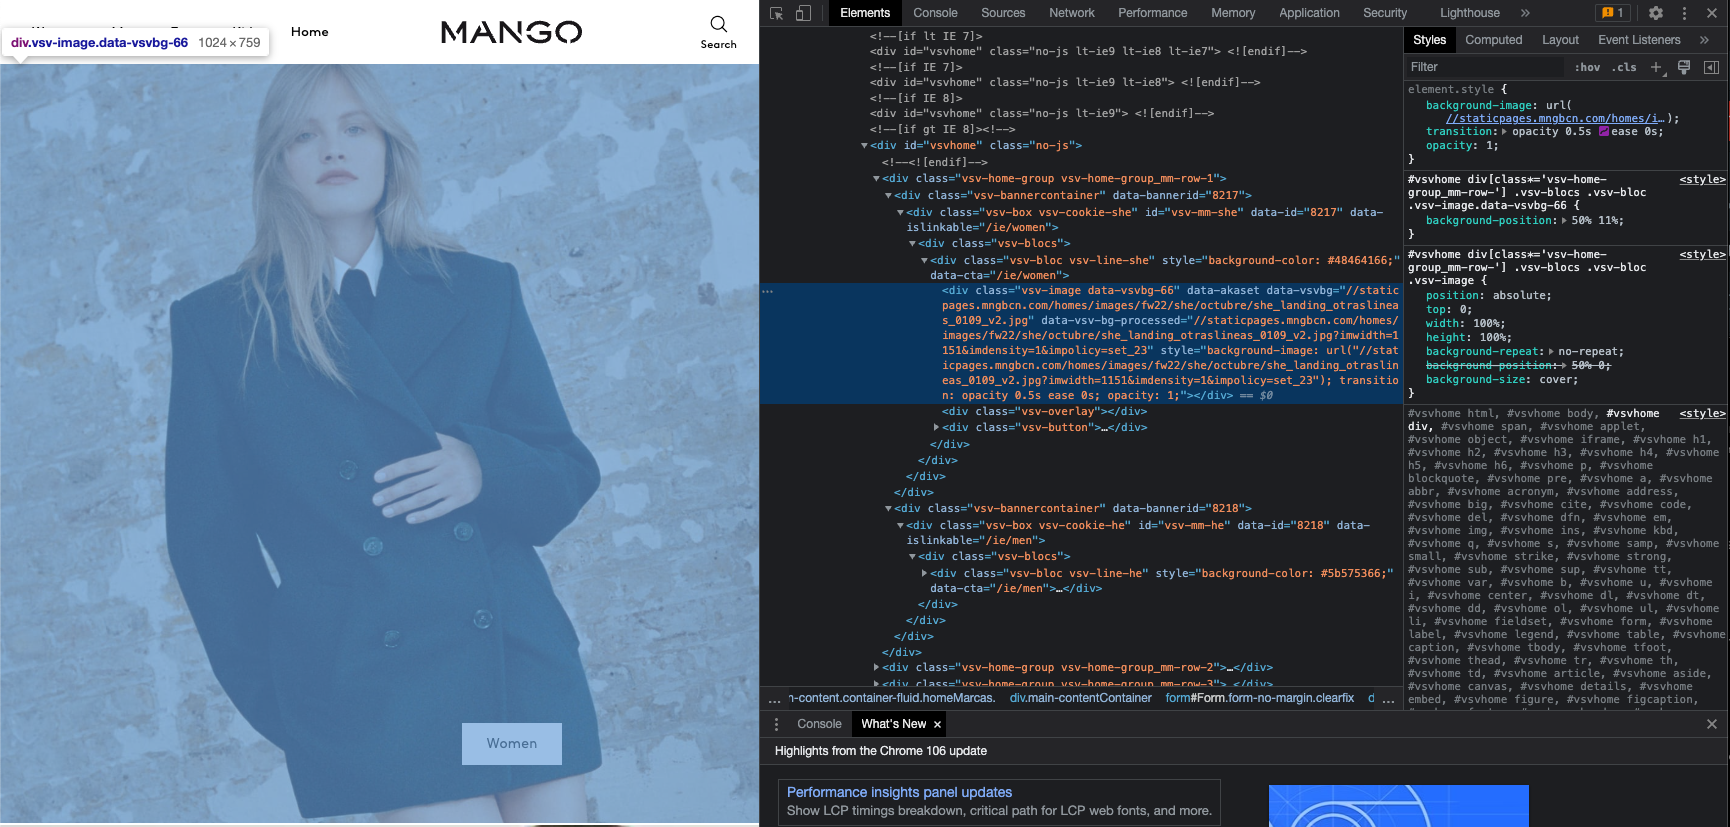 Home
MANGO
Search
div.vsv-image.data-vsvbg-66 1024×759
Women
Elements Console Sources Network Performance Memory Application Security Lighthouse » 1
<!--[if lt IE 7]>
<div id="vsvhome" class="no-js lt-ie9 lt-ie8 lt-ie7"> <![endif]-->
<!--[if IE 7]>
<div id="vsvhome" class="no-js lt-ie9 lt-ie8"> <![endif]-->
<!--[if IE 8]>
<div id="vsvhome" class="no-js lt-ie9"> <![endif]-->
<!--[if gt IE 8]><!-->
<div id="vsvhome" class="no-js">
<!--<![endif]-->
<div class="vsv-home-group vsv-home-group_mm-row-1">
<div class="vsv-bannercontainer" data-bannerid="8217">
<div class="vsv-box vsv-cookie-she" id="vsv-mm-she" data-id="8217" data-
islinkable="/ie/women">
<div class="vsv-blocs">
<div class="vsv-bloc vsv-line-she" style="background-color: #48464166;"
data-cta="/ie/women">
<div class="vsv-image data-vsvbg-66" data-akaset data-vsvbg="//static
pages.mngbcn.com/homes/images/fw22/she/octubre/she_landing_otraslinea
s_0109_v2.jpg" data-vsv-bg-processed="//staticpages.mngbcn.com/homes/
images/fw22/she/octubre/she_landing_otraslineas_0109_v2.jpg?imwidth=1
151&imdensity=1&impolicy=set_23" style="background-image: url("//stat
icpages.mngbcn.com/homes/images/fw22/she/octubre/she_landing_otraslin
eas_0109_v2.jpg?imwidth=1151&imdensity=1&impolicy=set_23"); transitio
n: opacity 0.5s ease 0s; opacity: 1;"></div> == $0
<div class="vsv-overlay"></div>
<div class="vsv-button">…</div>
</div>
</div>
</div>
</div>
<div class="vsv-bannercontainer" data-bannerid="8218">
<div class="vsv-box vsv-cookie-he" id="vsv-mm-he" data-id="8218" data-
islinkable="/ie/men">
<div class="vsv-blocs">
<div class="vsv-bloc vsv-line-he" style="background-color: #5b575366;"
data-cta="/ie/men">…</div>
</div>
</div>
</div>
</div>
<div class="vsv-home-group vsv-home-group_mm-row-2">…</div>
<div class="vsv-home-group vsv-home-group_mm-row-3">…</div>
... n-content.container-fluid.homeMarcas. div.main-contentContainer form#Form.form-no-margin.clearfix d ...
Styles Computed Layout Event Listeners »
Filter :hov .cls +
element.style {
background-image: url(
//staticpages.mngbcn.com/homes/i…);
transition: opacity 0.5s ease 0s;
opacity: 1;
}
#vsvhome div[class*='vsv-home- <style>
group_mm-row-'] .vsv-blocs .vsv-bloc
.vsv-image.data-vsvbg-66 {
background-position: 50% 11%;
}
#vsvhome div[class*='vsv-home- <style>
group_mm-row-'] .vsv-blocs .vsv-bloc
.vsv-image {
position: absolute;
top: 0;
width: 100%;
height: 100%;
background-repeat: no-repeat;
background-position: 50% 0;
background-size: cover;
}
#vsvhome html, #vsvhome body, #vsvhome <style>
div, #vsvhome span, #vsvhome applet,
#vsvhome object, #vsvhome iframe, #vsvhome h1,
#vsvhome h2, #vsvhome h3, #vsvhome h4, #vsvhome
h5, #vsvhome h6, #vsvhome p, #vsvhome
blockquote, #vsvhome pre, #vsvhome a, #vsvhome
abbr, #vsvhome acronym, #vsvhome address,
#vsvhome big, #vsvhome cite, #vsvhome code,
#vsvhome del, #vsvhome dfn, #vsvhome em,
#vsvhome img, #vsvhome ins, #vsvhome kbd,
#vsvhome q, #vsvhome s, #vsvhome samp, #vsvhome
small, #vsvhome strike, #vsvhome strong,
#vsvhome sub, #vsvhome sup, #vsvhome tt,
#vsvhome var, #vsvhome b, #vsvhome u, #vsvhome
i, #vsvhome center, #vsvhome dl, #vsvhome dt,
#vsvhome dd, #vsvhome ol, #vsvhome ul, #vsvhome
li, #vsvhome fieldset, #vsvhome form, #vsvhome
label, #vsvhome legend, #vsvhome table, #vsvhome
caption, #vsvhome tbody, #vsvhome tfoot,
#vsvhome thead, #vsvhome tr, #vsvhome th,
#vsvhome td, #vsvhome article, #vsvhome aside,
#vsvhome canvas, #vsvhome details, #vsvhome
embed, #vsvhome figure, #vsvhome figcaption,
Console What's New ×
Highlights from the Chrome 106 update
Performance insights panel updates
Show LCP timings breakdown, critical path for LCP web fonts, and more.